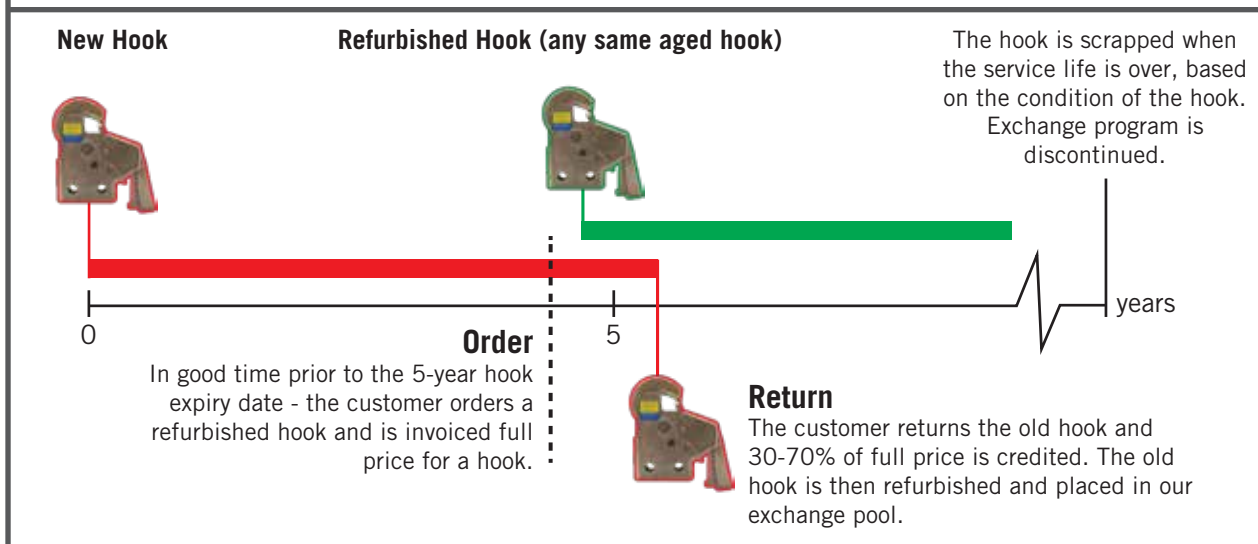 New Hook
Refurbished Hook (any same aged hook)
The hook is scrapped when
the service life is over, based
on the condition of the hook.
Exchange program is
discontinued.
years
0
5
Order
In good time prior to the 5-year hook
expiry date - the customer orders a
refurbished hook and is invoiced full
price for a hook.
Return
The customer returns the old hook and
30-70% of full price is credited. The old
hook is then refurbished and placed in our
exchange pool.